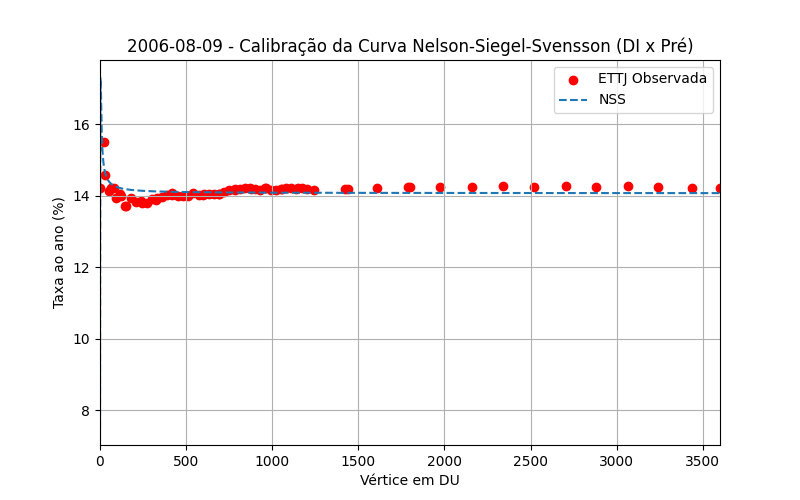 2006-08-09 - Calibração da Curva Nelson-Siegel-Svensson (DI x Pré)
ETTJ Observada
NSS
Taxa ao ano (%)
16
14
12
10
8
0 500 1000 1500 2000 2500 3000 3500
Vértice em DU